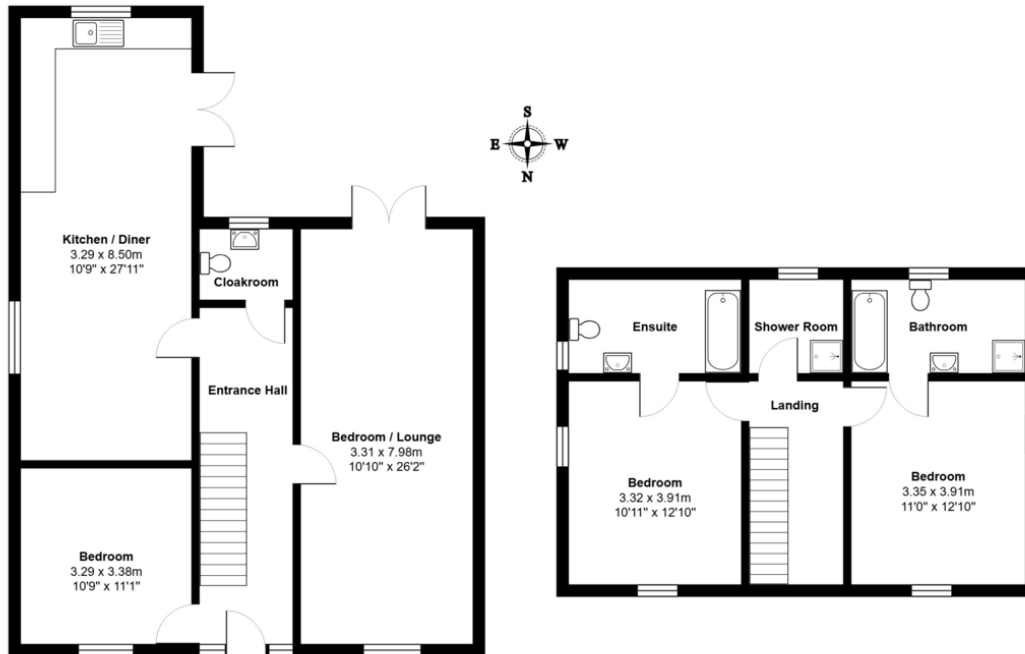 Kitchen / Diner
3.29 x 8.50m
10'9" x 27'11"
Cloakroom
Entrance Hall
Bedroom / Lounge
3.31 x 7.98m
10'10" x 26'2"
Bedroom
3.29 x 3.38m
10'9" x 11'1"
S
E W
N
Ensuite
Shower Room
Bathroom
Landing
Bedroom
3.32 x 3.91m
10'11" x 12'10"
Bedroom
3.35 x 3.91m
11'0" x 12'10"